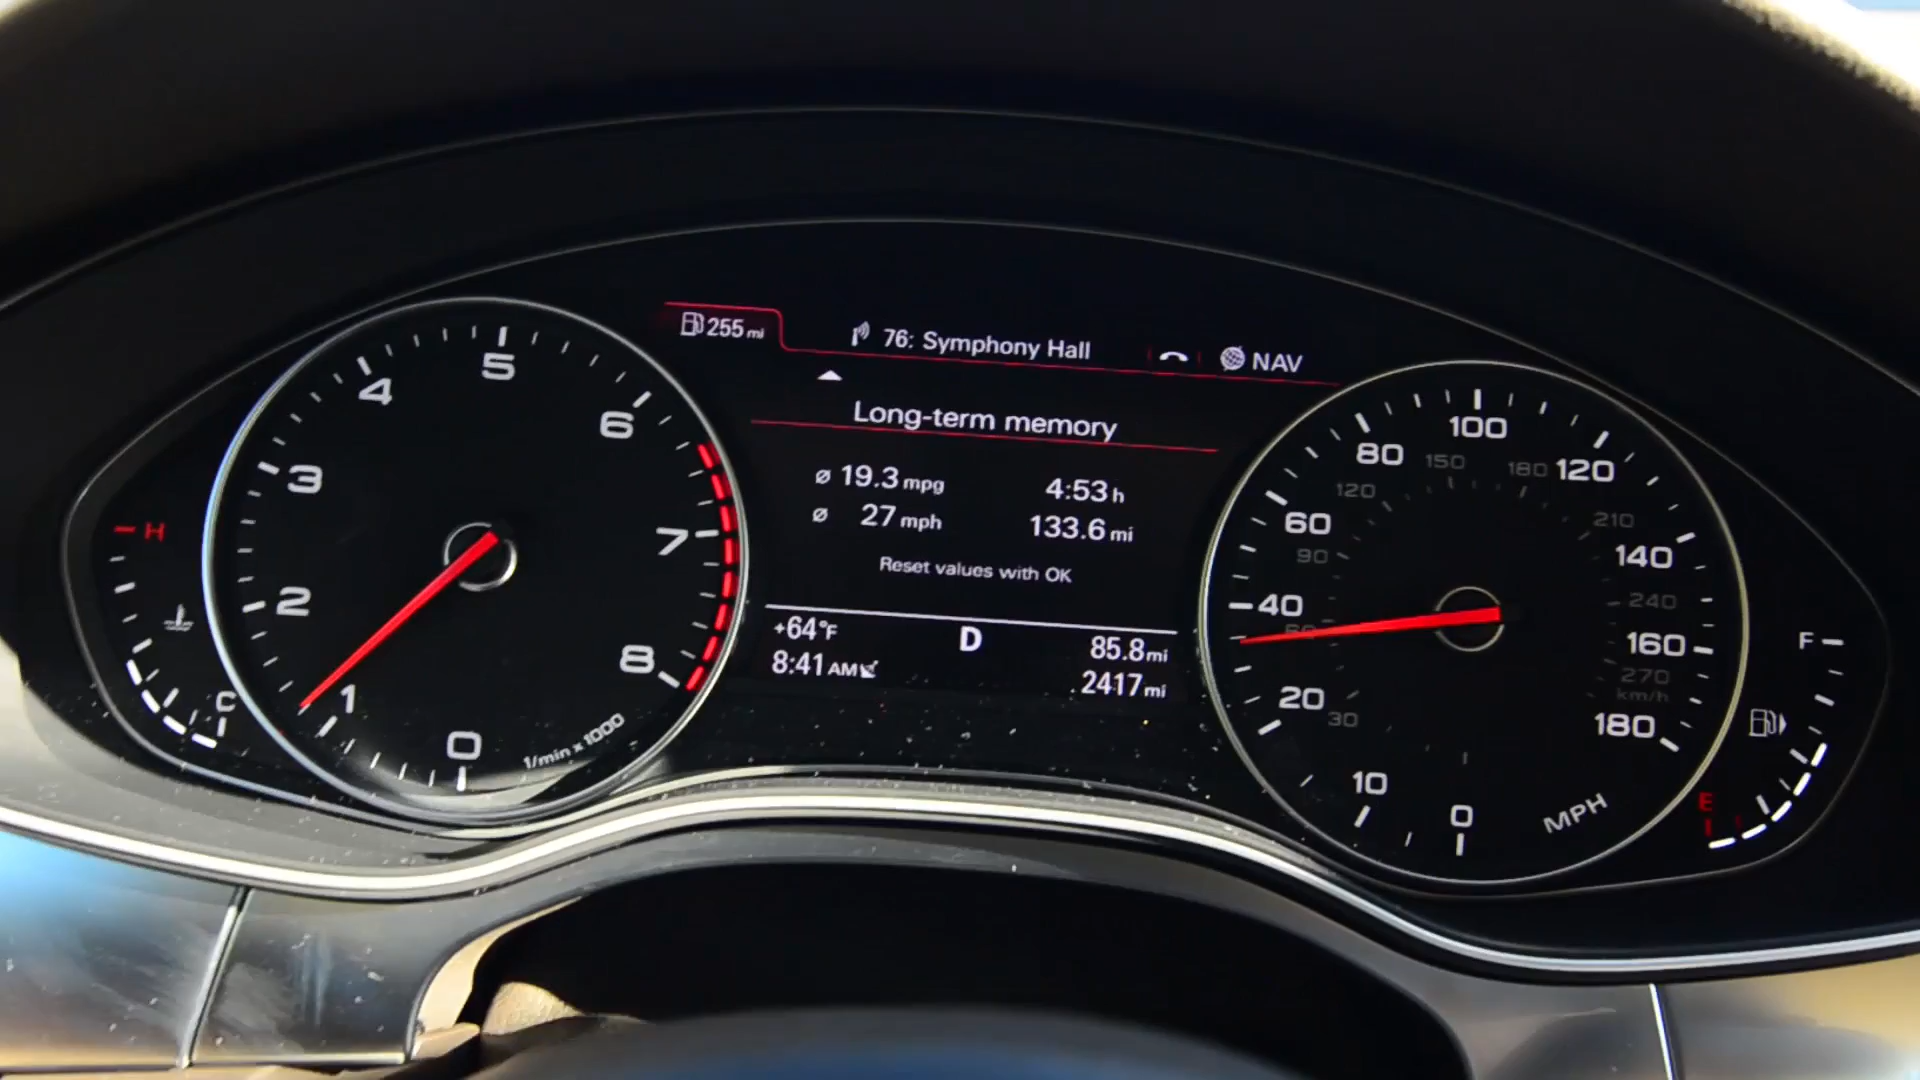 255 mi
76: Symphony Hall
NAV
Long-term memory
ø 19.3 mpg
4:53 h
ø 27 mph
133.6 mi
Reset values with OK
+64°F
D
85.8 mi
8:41 AM
2417 mi
H
C
0
1
2
3
4
5
6
7
8
1/min x 1000
0
10
20
40
60
80
100
120
140
160
180
MPH
30
90
120
150
180
210
240
270
km/h
F
E